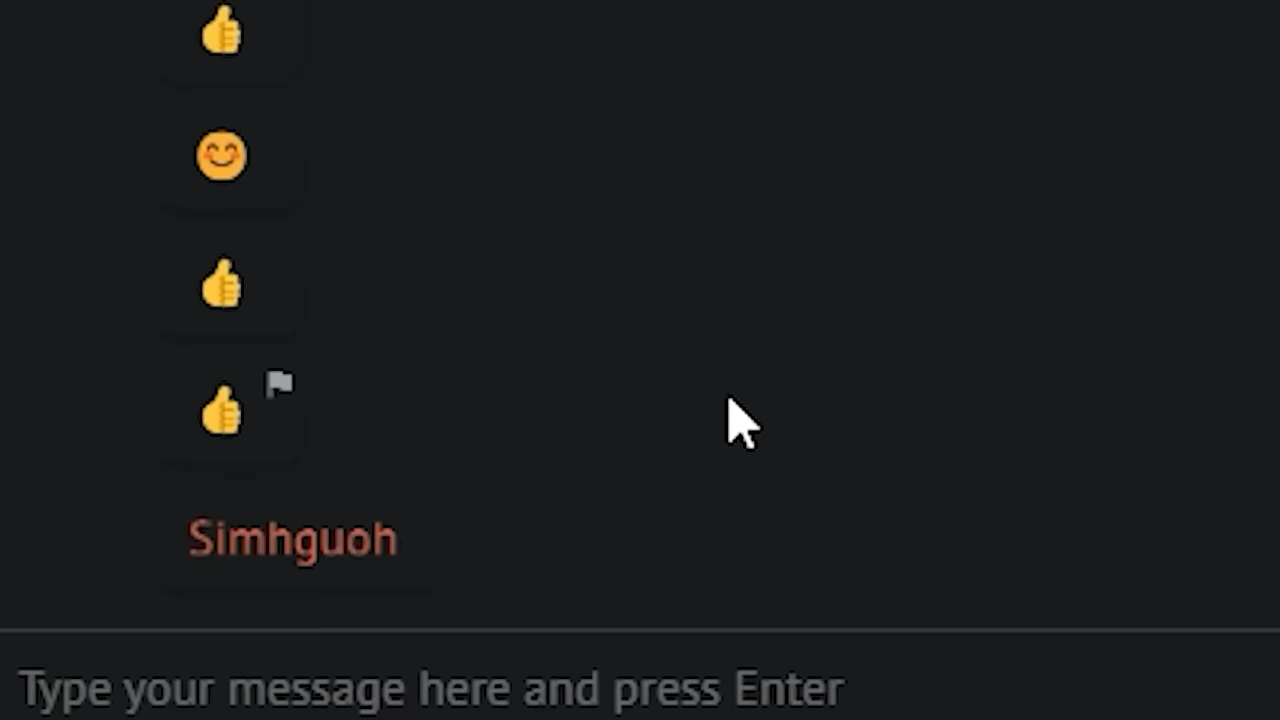 👍
😊
👍
👍
Simhguoh
Type your message here and press Enter